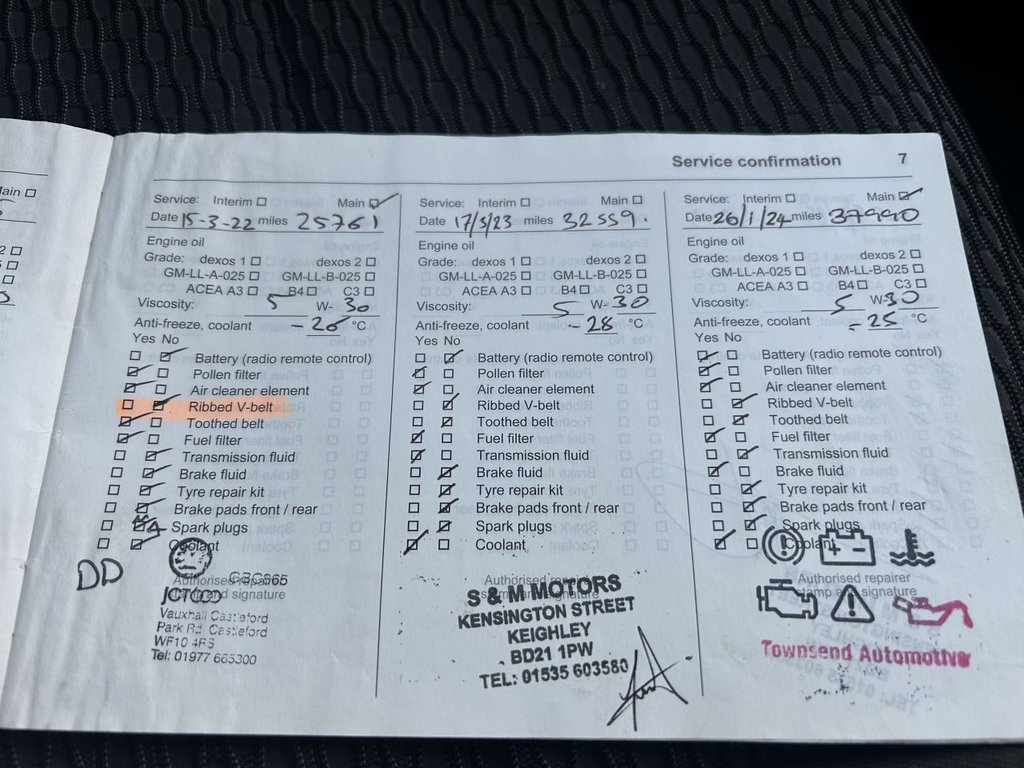 Service confirmation 7
Service: Interim ☐ Main ☑
Date 15-3-22 miles 25761
Engine oil
Grade: dexos 1 ☐ dexos 2 ☐
GM-LL-A-025 ☐ GM-LL-B-025 ☐
ACEA A3 ☐ B4 ☐ C3 ☐
Viscosity: 5 W- 30
Anti-freeze, coolant -26 °C
Yes No
Battery (radio remote control)
Pollen filter
Air cleaner element
Ribbed V-belt
Toothed belt
Fuel filter
Transmission fluid
Brake fluid
Tyre repair kit
Brake pads front / rear
Spark plugs
Coolant
DD
Authorised repairer
stamp and signature
Vauxhall Castleford
Park Rd Castleford
WF10 4RS
Tel: 01977 665300
Service: Interim ☐ Main ☐
Date 17/3/23 miles 32559.
Engine oil
Grade: dexos 1 ☐ dexos 2 ☐
GM-LL-A-025 ☐ GM-LL-B-025 ☐
ACEA A3 ☐ B4 ☐ C3 ☐
Viscosity: 5 W- 30
Anti-freeze, coolant -28 °C
Yes No
Battery (radio remote control)
Pollen filter
Air cleaner element
Ribbed V-belt
Toothed belt
Fuel filter
Transmission fluid
Brake fluid
Tyre repair kit
Brake pads front / rear
Spark plugs
Coolant
Authorised repairer
stamp and signature
S & M MOTORS
KENSINGTON STREET
KEIGHLEY
BD21 1PW
TEL: 01535 603580
Service: Interim ☐ Main ☑
Date 26/1/24 miles 37990
Engine oil
Grade: dexos 1 ☐ dexos 2 ☐
GM-LL-A-025 ☐ GM-LL-B-025 ☐
ACEA A3 ☐ B4 ☐ C3 ☐
Viscosity: 5 W- 30
Anti-freeze, coolant -25 °C
Yes No
Battery (radio remote control)
Pollen filter
Air cleaner element
Ribbed V-belt
Toothed belt
Fuel filter
Transmission fluid
Brake fluid
Tyre repair kit
Brake pads front / rear
Spark plugs
Coolant
Authorised repairer
stamp and signature
Townsend Automotive